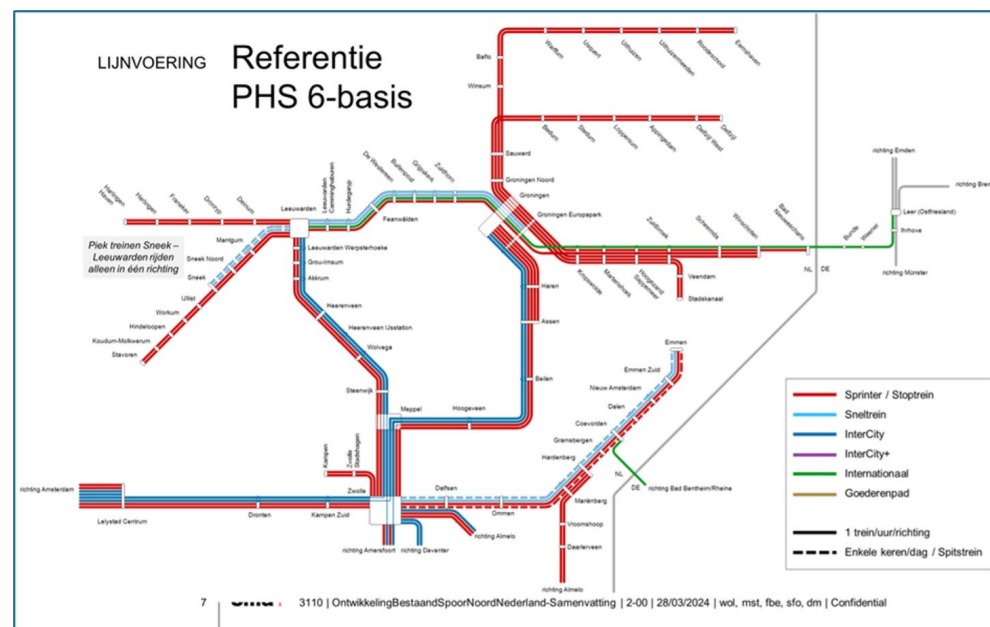 LIJNVOERING
Referentie
PHS 6-basis
Piek treinen Sneek –
Leeuwarden rijden
alleen in één richting
Baflo
Warffum
Usquert
Uithuizen
Uithuizermeeden
Roodeschool
Eemshaven
Winsum
Bedum
Stedum
Loppersum
Appingedam
Delfzijl West
Delfzijl
Sauwerd
Groningen Noord
Groningen
Groningen Europapark
De Westereen
Buitenpost
Grijpskerk
Zuidhorn
Feanwâlden
Leeuwarden
Leeuwarden
Camminghaburen
Hurdegaryp
Harlingen
Haven
Harlingen
Franeker
Dronryp
Deinum
Mantgum
Sneek Noord
Sneek
IJlst
Workum
Hindeloopen
Koudum-Molkwerum
Stavoren
Leeuwarden Werpsterhoeke
Grou-Jirnsum
Akkrum
Heerenveen
Heerenveen IJsstation
Wolvega
Steenwijk
Meppel
Hoogeveen
Beilen
Assen
Haren
Kropswolde
Martenshoek
Hoogezand
Sappemeer
Zuidbroek
Scheemda
Winschoten
Bad
Nieuweschans
Veendam
Stadskanaal
NL
DE
Bunde
Weener
Ihrhove
Leer (Ostfriesland)
richting Emden
richting Bre
richting Münster
Emmen
Emmen Zuid
Nieuw Amsterdam
Dalen
Coevorden
Gramsbergen
Hardenberg
NL
DE
richting Bad Bentheim/Rheine
Mariënberg
Vroomshoop
Daarlerveen
richting Almelo
Kampen
Zwolle
Stadshagen
Zwolle
Dalfsen
Ommen
richting Almelo
richting Amersfoort
richting Deventer
richting Amsterdam
Lelystad Centrum
Dronten
Kampen Zuid
Sprinter / Stoptrein
Sneltrein
InterCity
InterCity+
Internationaal
Goederenpad
1 trein/uur/richting
Enkele keren/dag / Spitstrein
7
3110 | OntwikkelingBestaandSpoorNoordNederland-Samenvatting | 2-00 | 28/03/2024 | wol, mst, fbe, sfo, dm | Confidential